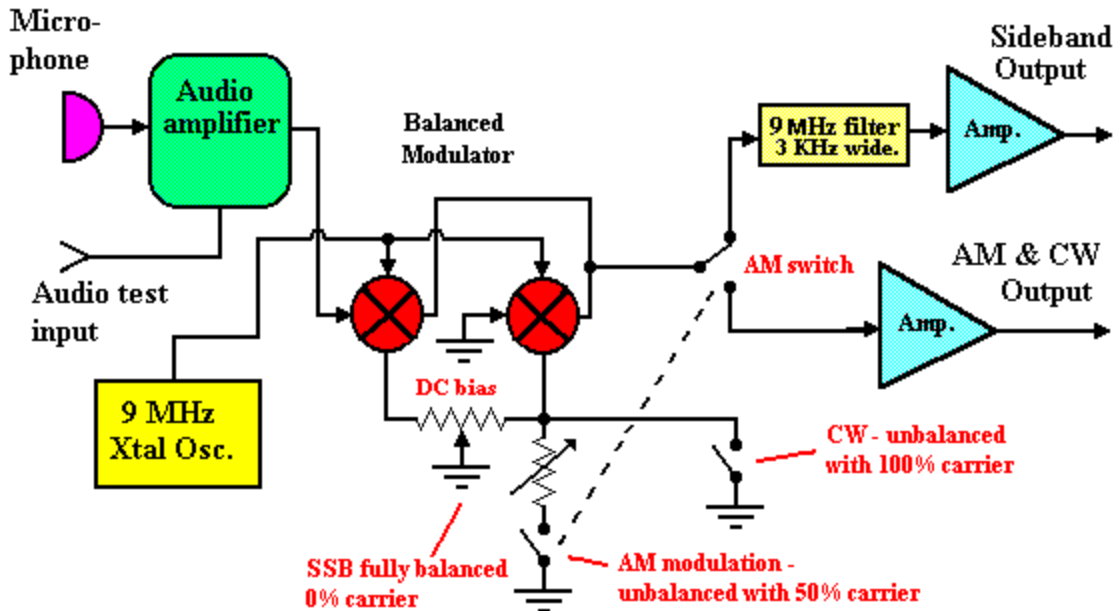 Micro-
phone
Audio
amplifier
Balanced
Modulator
Sideband
Output
9 MHz filter
3 KHz wide.
Amp.
AM switch
AM & CW
Output
Amp.
Audio test
input
9 MHz
Xtal Osc.
DC bias
CW - unbalanced
with 100% carrier
SSB fully balanced
0% carrier
AM modulation -
unbalanced with 50% carrier